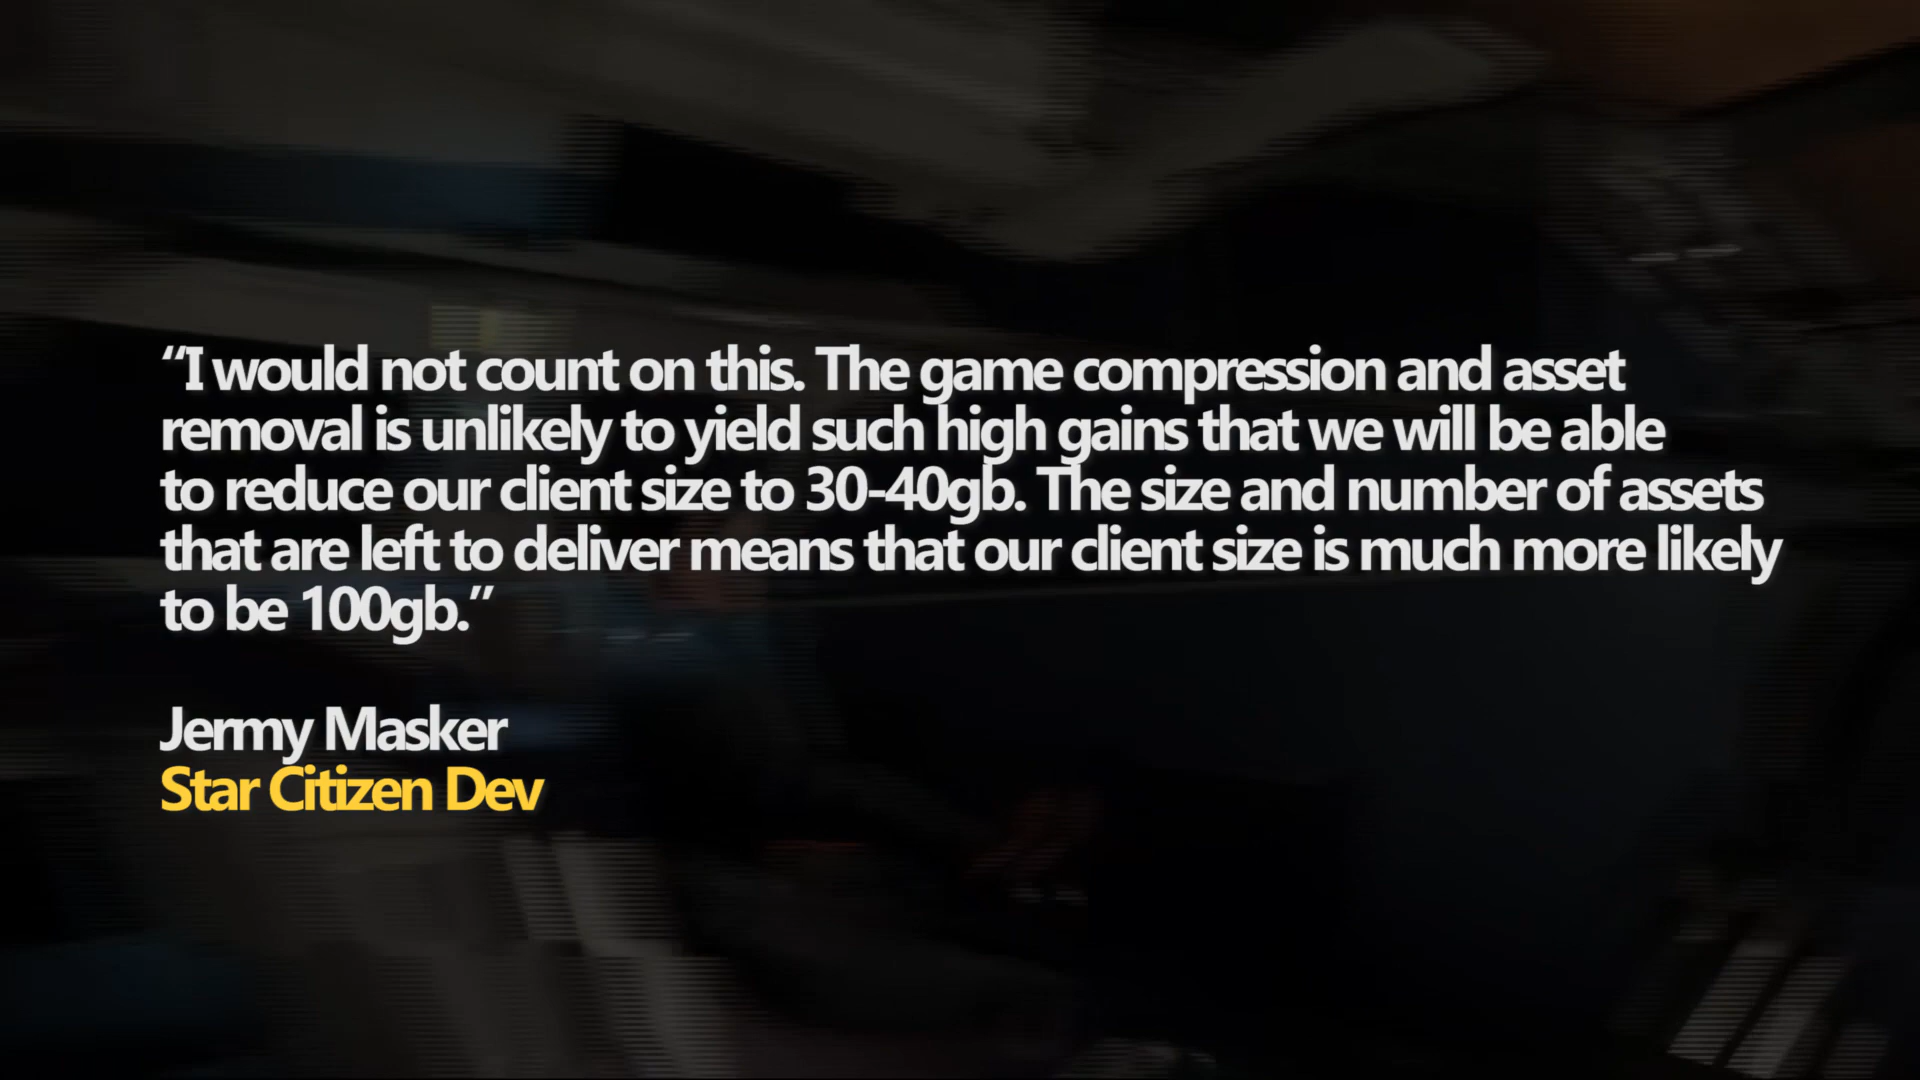 “I would not count on this. The game compression and asset
removal is unlikely to yield such high gains that we will be able
to reduce our client size to 30-40gb. The size and number of assets
that are left to deliver means that our client size is much more likely
to be 100gb.”
Jermy Masker
Star Citizen Dev